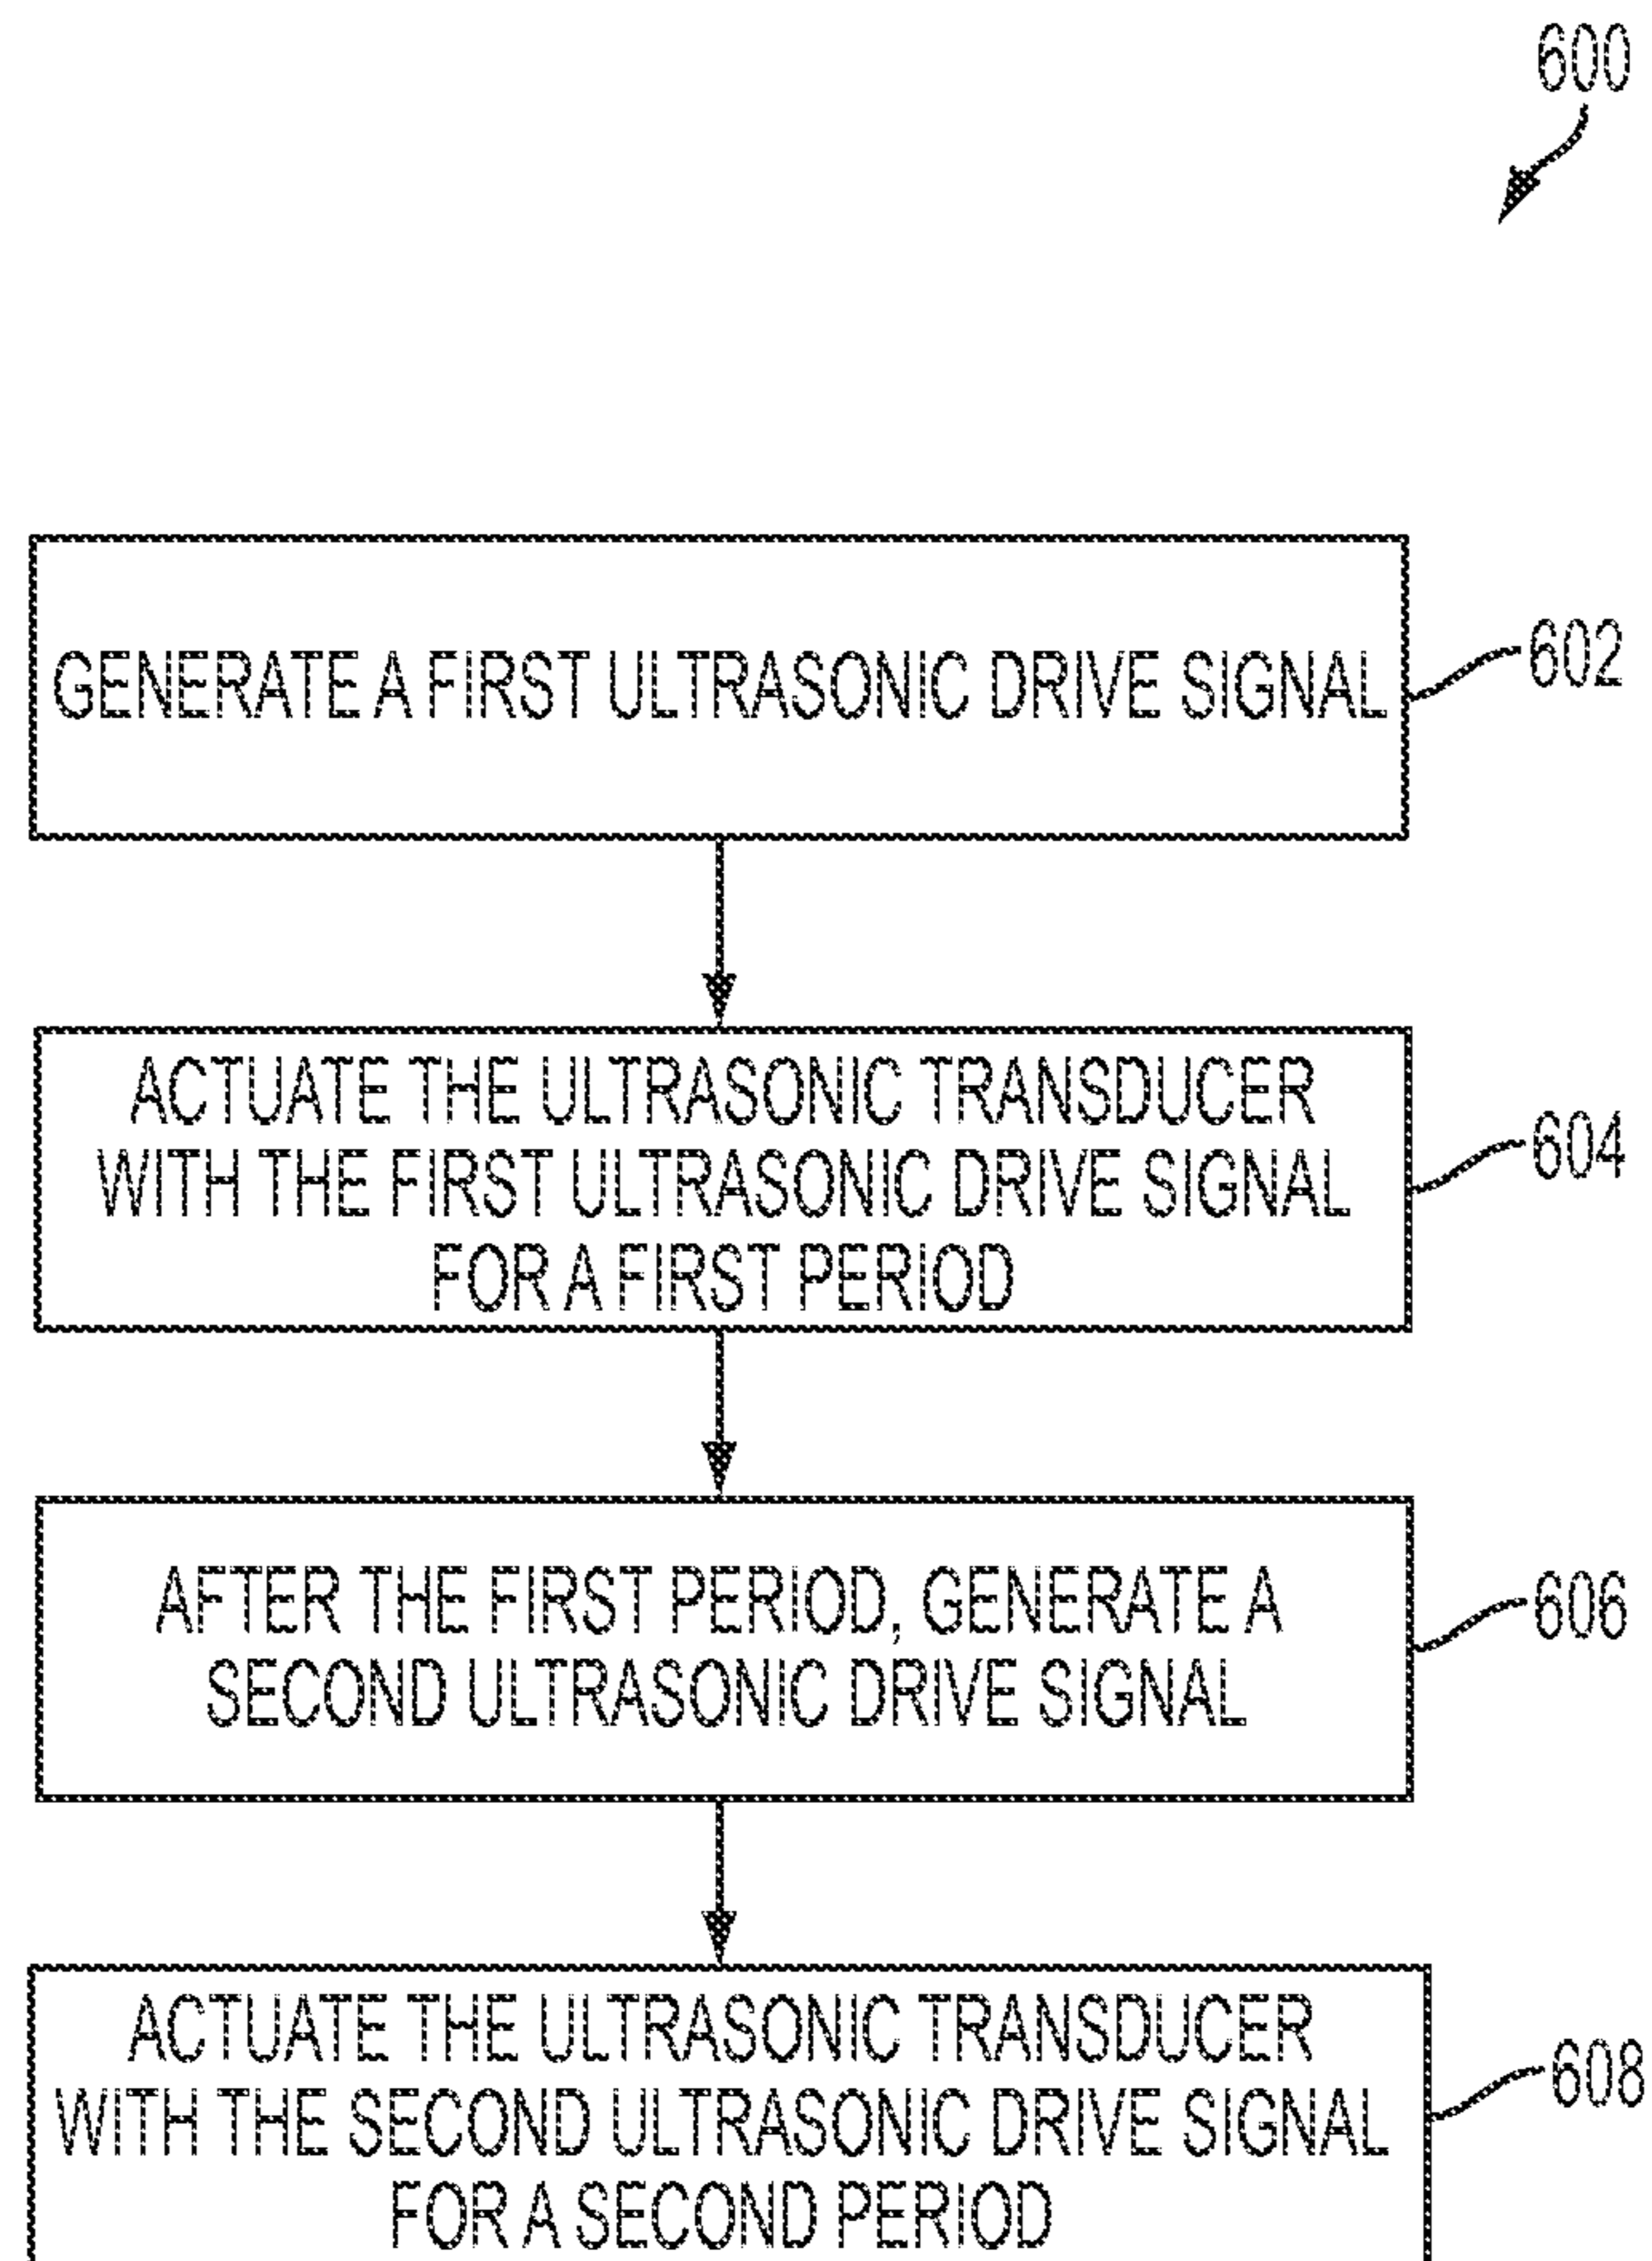 600
GENERATE A FIRST ULTRASONIC DRIVE SIGNAL
602
ACTUATE THE ULTRASONIC TRANSDUCER
WITH THE FIRST ULTRASONIC DRIVE SIGNAL
FOR A FIRST PERIOD
604
AFTER THE FIRST PERIOD, GENERATE A
SECOND ULTRASONIC DRIVE SIGNAL
606
ACTUATE THE ULTRASONIC TRANSDUCER
WITH THE SECOND ULTRASONIC DRIVE SIGNAL
FOR A SECOND PERIOD
608